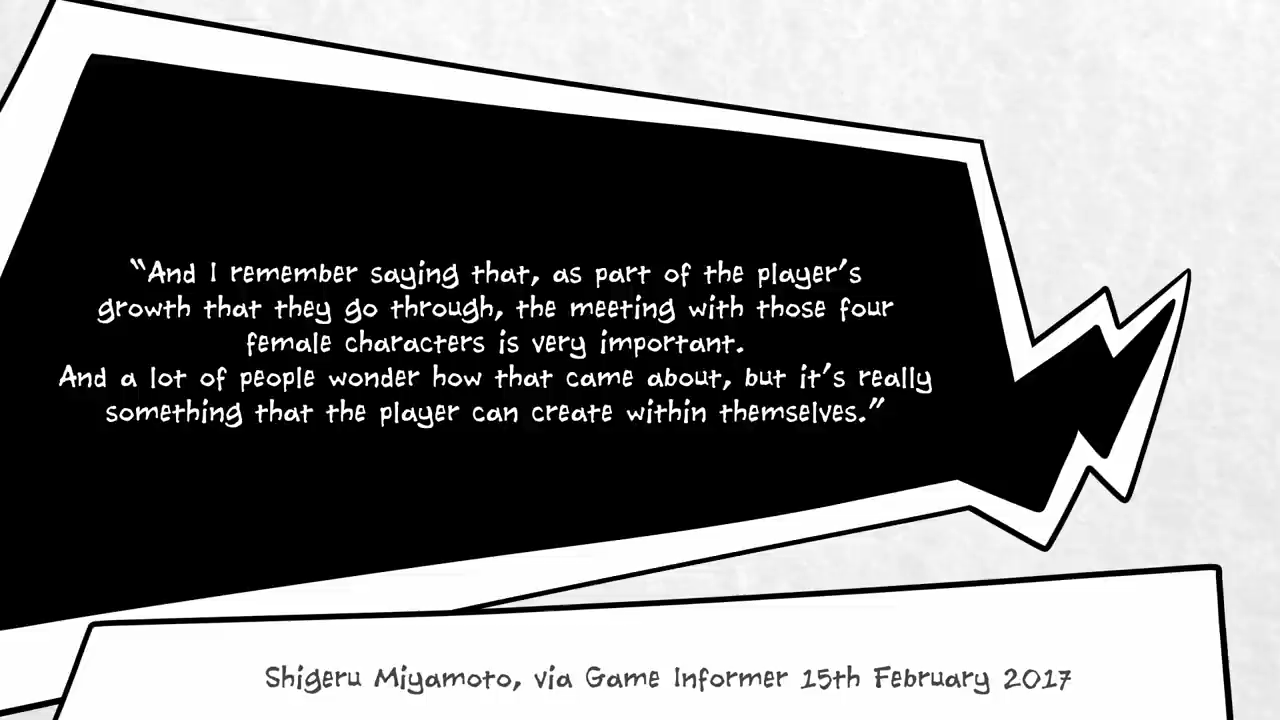 “And I remember saying that, as part of the player’s
growth that they go through, the meeting with those four
female characters is very important.
And a lot of people wonder how that came about, but it’s really
something that the player can create within themselves.”
Shigeru Miyamoto, via Game Informer 15th February 2017